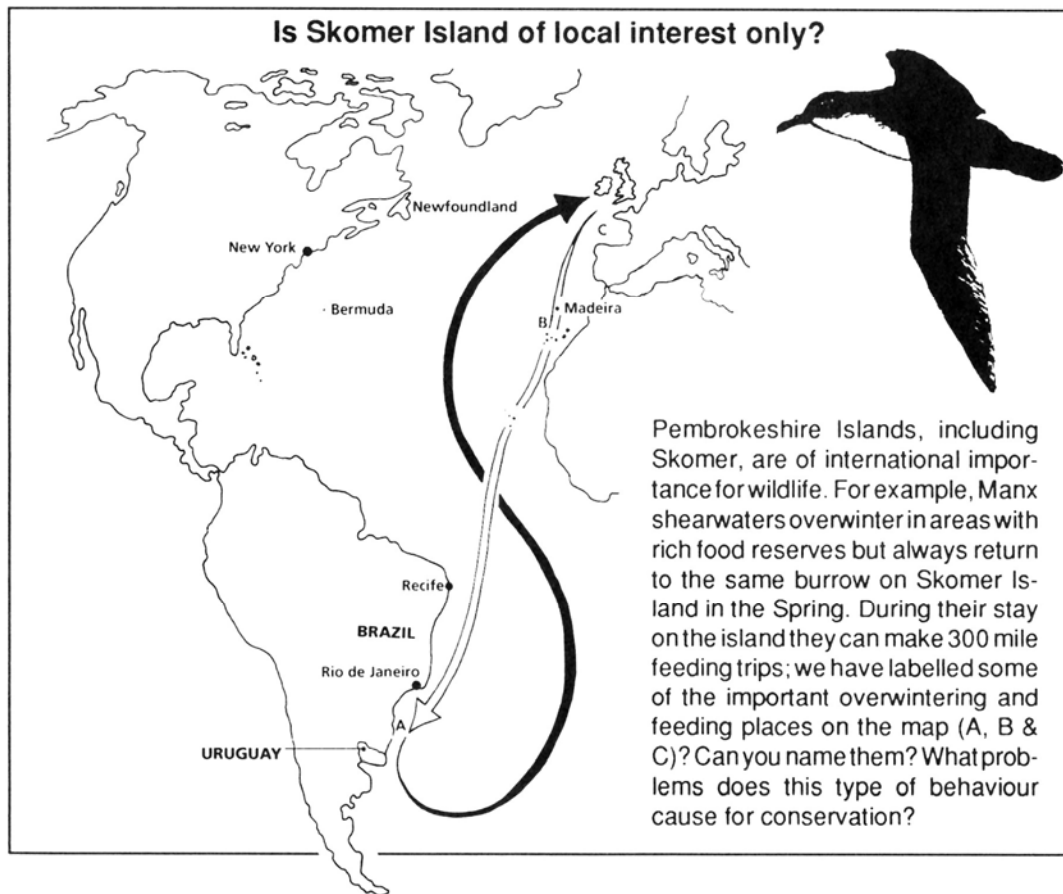 Is Skomer Island of local interest only?
Newfoundland
New York
Bermuda
C
Madeira
B
Recife
BRAZIL
Rio de Janeiro
A
URUGUAY
Pembrokeshire Islands, including
Skomer, are of international impor-
tance for wildlife. For example, Manx
shearwaters overwinter in areas with
rich food reserves but always return
to the same burrow on Skomer Is-
land in the Spring. During their stay
on the island they can make 300 mile
feeding trips; we have labelled some
of the important overwintering and
feeding places on the map (A, B &
C)? Can you name them? What prob-
lems does this type of behaviour
cause for conservation?